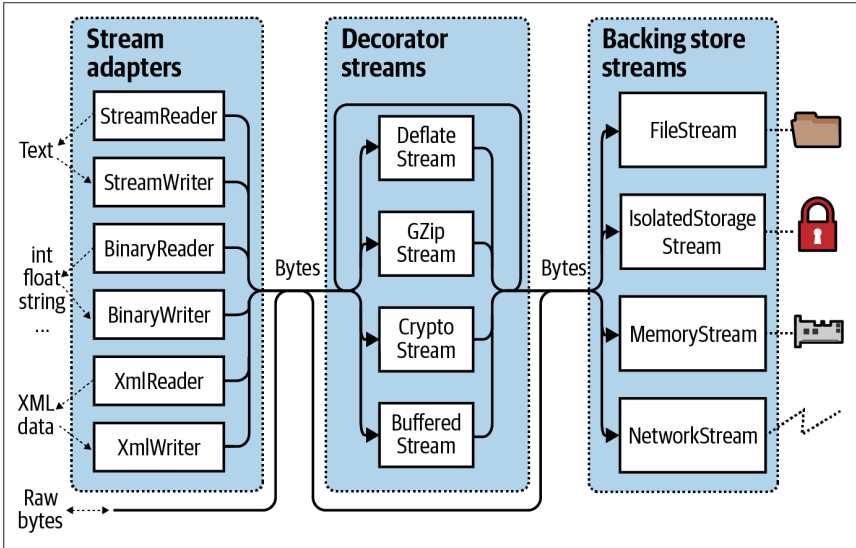 Stream
adapters
StreamReader
Text
StreamWriter
BinaryReader
int
float
string
...
BinaryWriter
XmlReader
XML
data
XmlWriter
Raw
bytes
Bytes
Decorator
streams
Deflate
Stream
GZip
Stream
Crypto
Stream
Buffered
Stream
Bytes
Backing store
streams
FileStream
IsolatedStorage
Stream
MemoryStream
NetworkStream